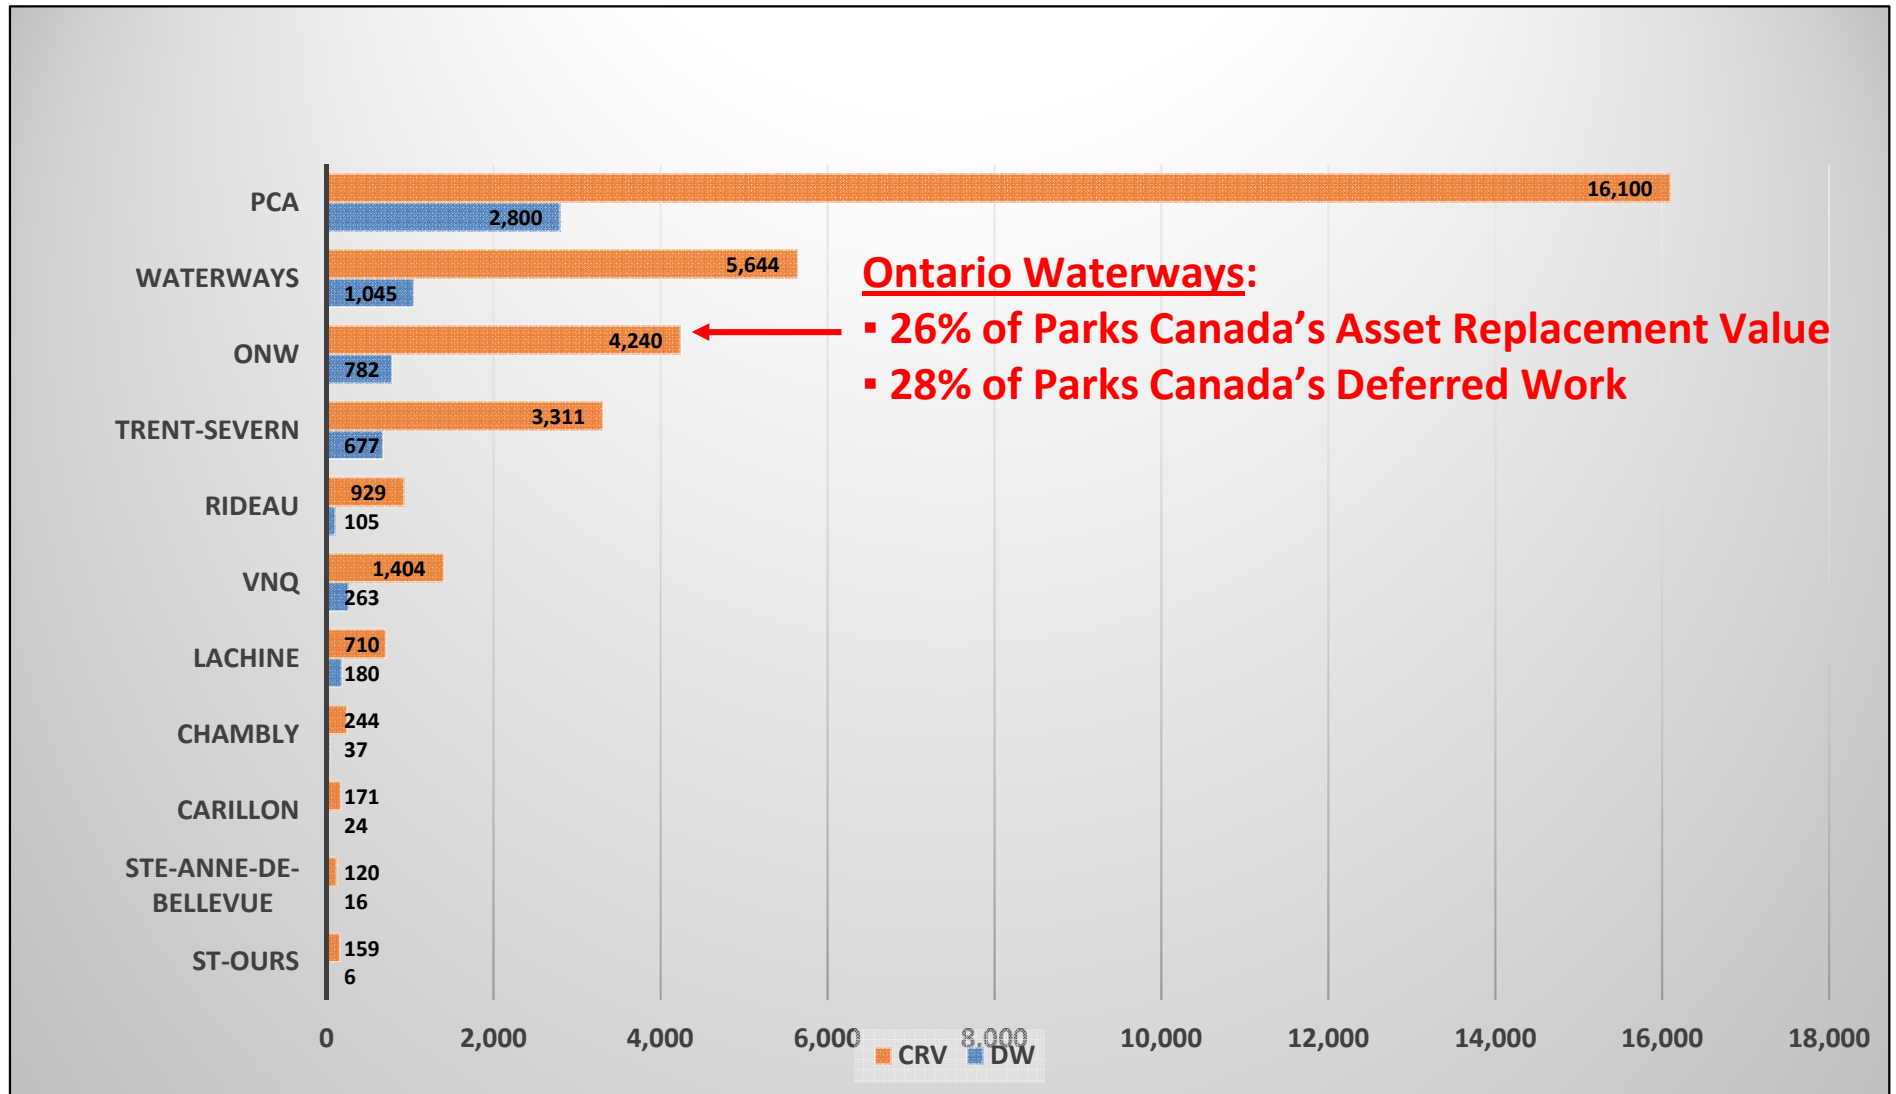 PCA
16,100
2,800
WATERWAYS
5,644
1,045
Ontario Waterways:
▪ 26% of Parks Canada’s Asset Replacement Value
▪ 28% of Parks Canada’s Deferred Work
ONW
4,240
782
TRENT-SEVERN
3,311
677
RIDEAU
929
105
VNQ
1,404
263
LACHINE
710
180
CHAMBLY
244
37
CARILLON
171
24
STE-ANNE-DE-
BELLEVUE
120
16
ST-OURS
159
6
0 2,000 4,000 6,000 8,000 10,000 12,000 14,000 16,000 18,000
CRV DW